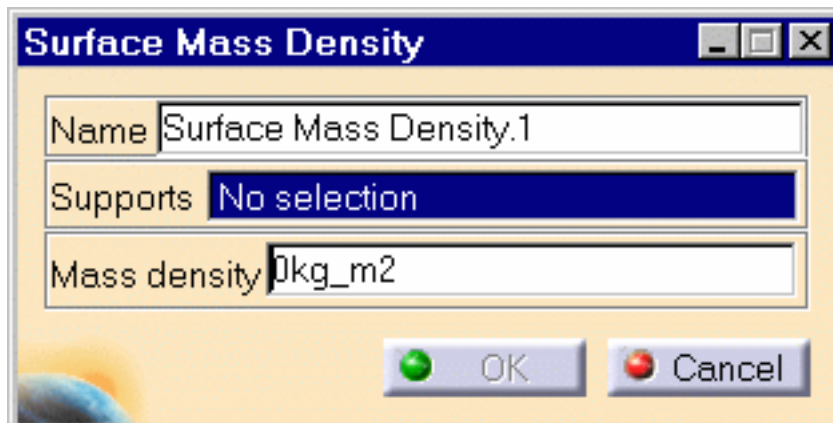 Surface Mass Density
Name Surface Mass Density.1
Supports No selection
Mass density 0kg_m2
OK Cancel